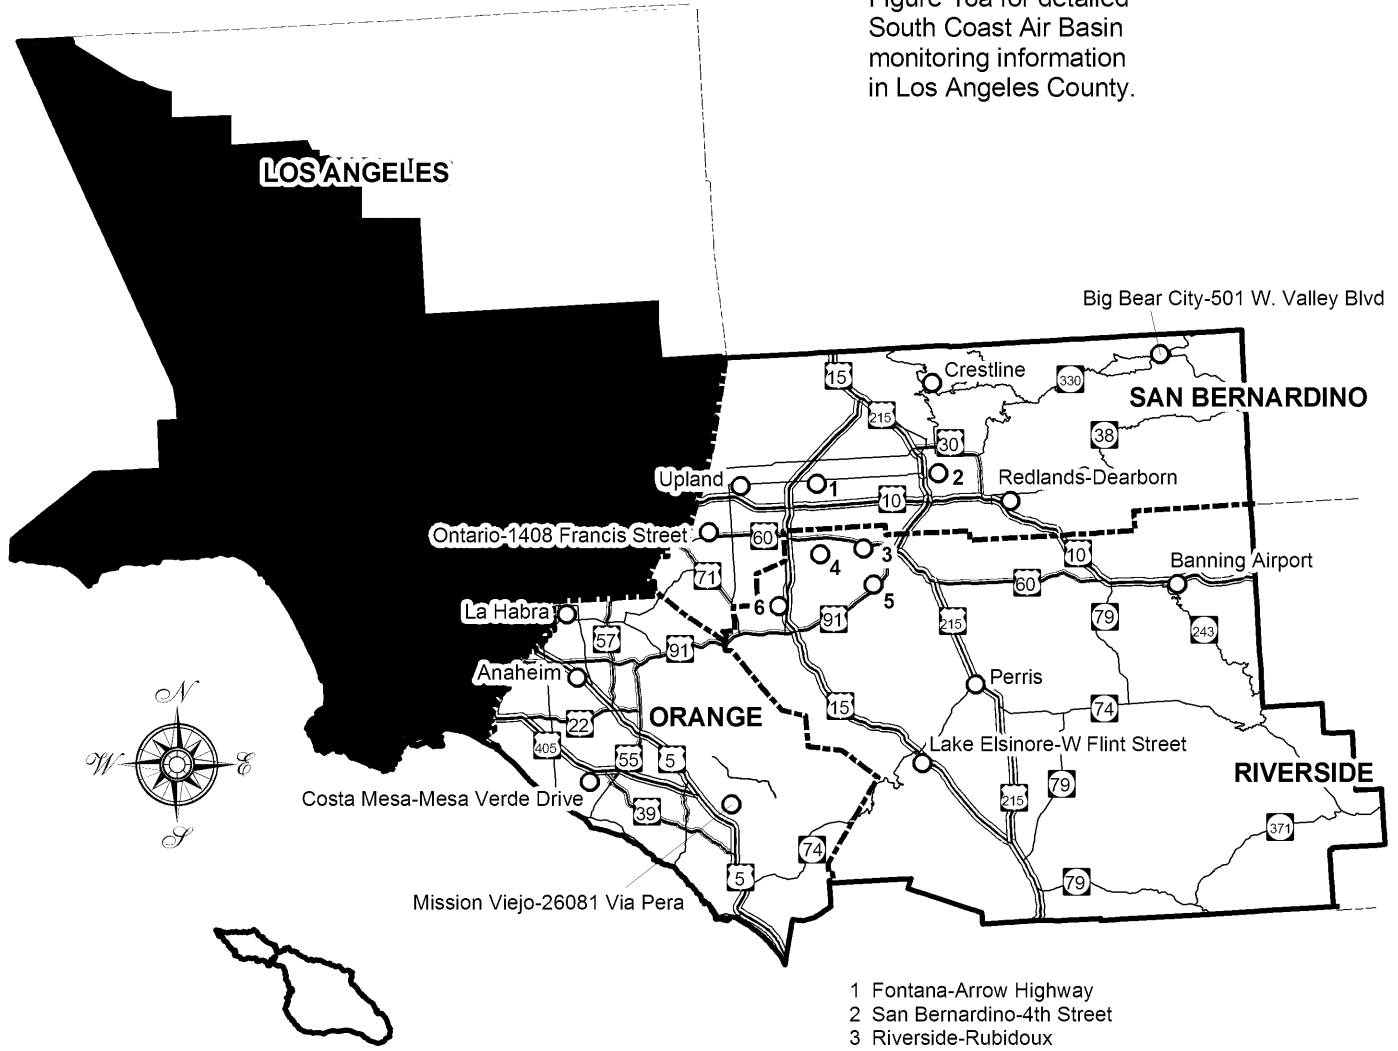 Figure 16a for detailed
South Coast Air Basin
monitoring information
in Los Angeles County.
LOS ANGELES
Big Bear City-501 W. Valley Blvd
15
Crestline
330
SAN BERNARDINO
215
30
38
Upland
1
2
Redlands-Dearborn
10
Ontario-1408 Francis Street
60
3
4
10
Banning Airport
71
5
60
La Habra
6
91
215
79
243
57
91
Anaheim
Perris
N
15
74
22
ORANGE
405
55
5
Lake Elsinore-W Flint Street
W
E
RIVERSIDE
Costa Mesa-Mesa Verde Drive
79
39
215
371
S
74
5
79
Mission Viejo-26081 Via Pera
1 Fontana-Arrow Highway
2 San Bernardino-4th Street
3 Riverside-Rubidoux